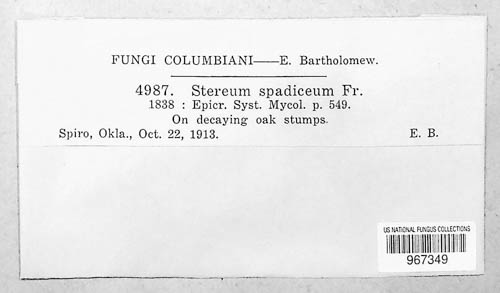 FUNGI COLUMBIANI—E. Bartholomew.
4987. Stereum spadiceum Fr.
1838 : Epicr. Syst. Mycol. p. 549.
On decaying oak stumps.
Spiro, Okla., Oct. 22, 1913. E. B.
US NATIONAL FUNGUS COLLECTIONS
967349